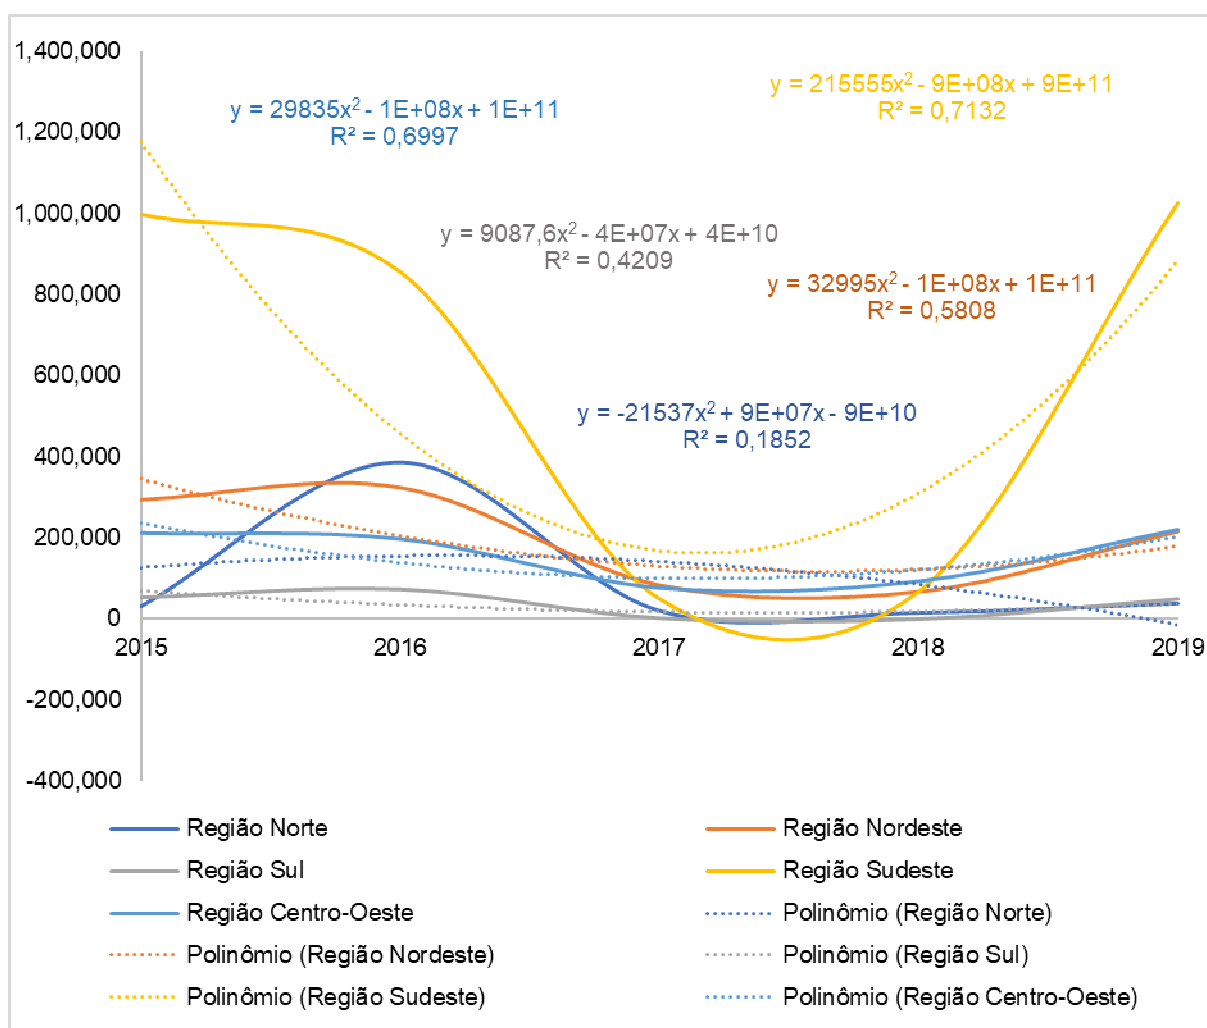 1,400,000
1,200,000
1,000,000
800,000
600,000
400,000
200,000
0
-200,000
-400,000
y = 29835x² - 1E+08x + 1E+11
R² = 0,6997
y = 215555x² - 9E+08x + 9E+11
R² = 0,7132
y = 9087,6x² - 4E+07x + 4E+10
R² = 0,4209
y = 32995x² - 1E+08x + 1E+11
R² = 0,5808
y = -21537x² + 9E+07x - 9E+10
R² = 0,1852
2015 2016 2017 2018 2019
Região Norte
Região Nordeste
Região Sul
Região Sudeste
Região Centro-Oeste
Polinômio (Região Norte)
Polinômio (Região Nordeste)
Polinômio (Região Sul)
Polinômio (Região Sudeste)
Polinômio (Região Centro-Oeste)